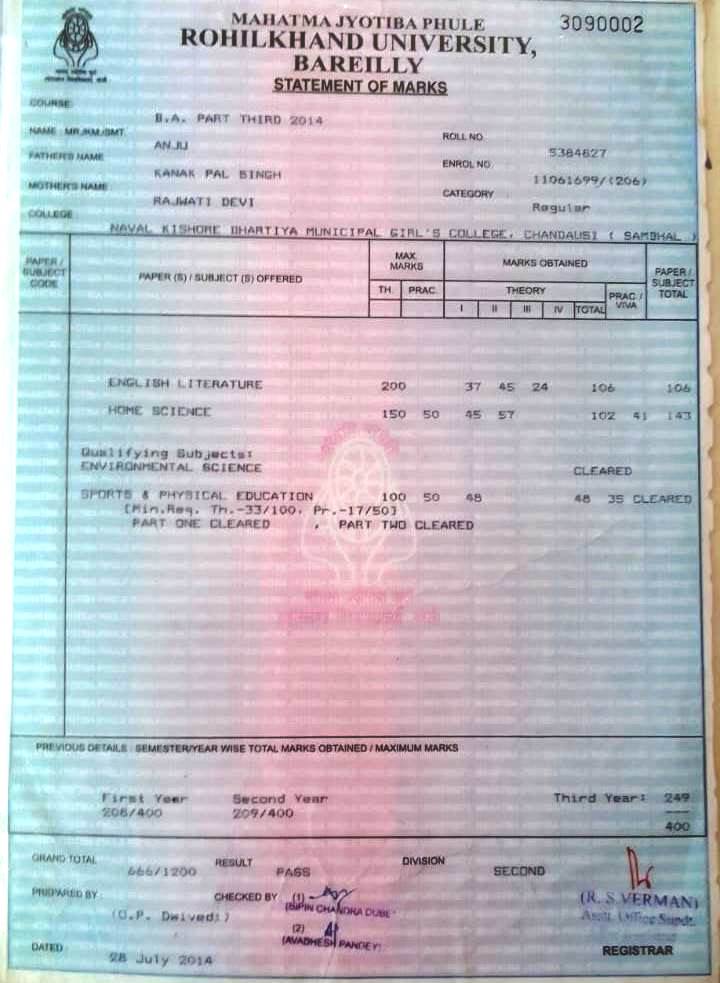 MAHATMA JYOTIBA PHULE 3090002
ROHILKHAND UNIVERSITY,
BAREILLY
STATEMENT OF MARKS
COURSE
B.A. PART THIRD 2014
NAME MR./KM./SMT. ANJU ROLL NO. 5384627
FATHER'S NAME KANAK PAL SINGH ENROL NO. 11061699/(206)
MOTHER'S NAME RAJWATI DEVI CATEGORY : Regular
COLLEGE NAVAL KISHORE BHARTIYA MUNICIPAL GIRL'S COLLEGE, CHANDAUSI ( SAMBHAL )
PAPER / SUBJECT CODE PAPER (S) / SUBJECT (S) OFFERED MAX. MARKS MARKS OBTAINED PAPER / SUBJECT TOTAL
TH. PRAC. THEORY PRAC / VIVA
I II III IV TOTAL
ENGLISH LITERATURE 200 37 45 24 106 106
HOME SCIENCE 150 50 45 57 102 41 143
Qualifying Subjects:
ENVIRONMENTAL SCIENCE CLEARED
SPORTS & PHYSICAL EDUCATION 100 50 48 48 35 CLEARED
[Min.Req. Th.-33/100, Pr.-17/50]
PART ONE CLEARED , PART TWO CLEARED
PREVIOUS DETAILS : SEMESTER/YEAR WISE TOTAL MARKS OBTAINED / MAXIMUM MARKS
First Year Second Year Third Year: 249
208/400 209/400 ---
400
GRAND TOTAL 666/1200 RESULT PASS DIVISION SECOND
PREPARED BY (O.P. Dwivedi) CHECKED BY (1)
(BIPIN CHANDRA DUBE)
(2)
(AVADHESH PANDEY)
(R. S. VERMAN)
Asstt. Office Supdt.
DATED 28 July 2014 REGISTRAR